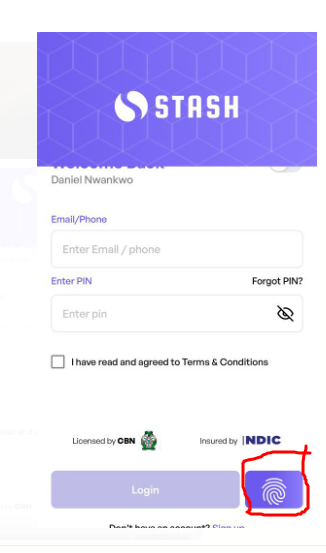 STASH
Welcome Back
Daniel Nwankwo
Email/Phone
Enter Email / phone
Enter PIN Forgot PIN?
Enter pin
I have read and agreed to Terms & Conditions
Licensed by CBN Insured by NDIC
Login
Don't have an account? Sign up